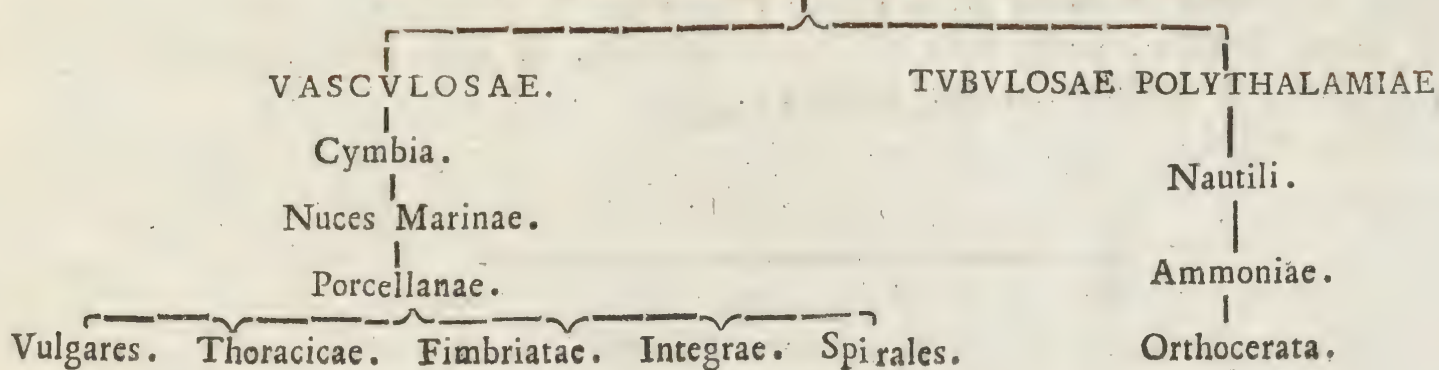 VASCVLOSAE.
TVBVLOSAE POLYTHALAMIAE
Cymbia.
Nautili.
Nuces Marinae.
Ammoniae.
Porcellanae.
Vulgares. Thoracicae. Fimbriatae. Integrae. Spirales.
Orthocerata.